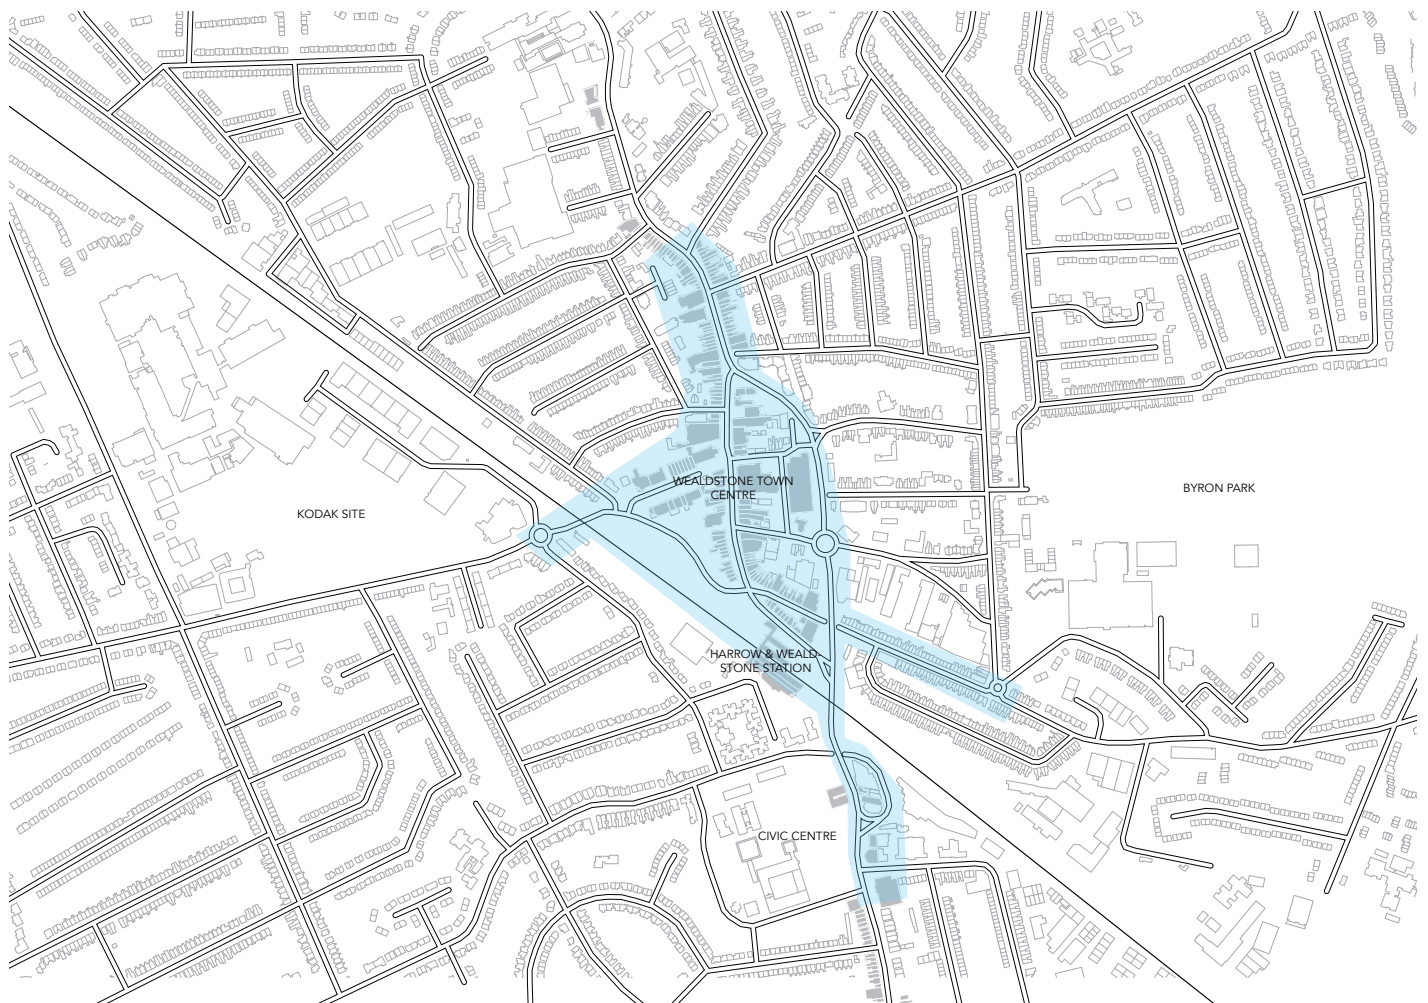 WEALDSTONE TOWN
CENTRE
BYRON PARK
KODAK SITE
HARROW & WEALD-
STONE STATION
CIVIC CENTRE